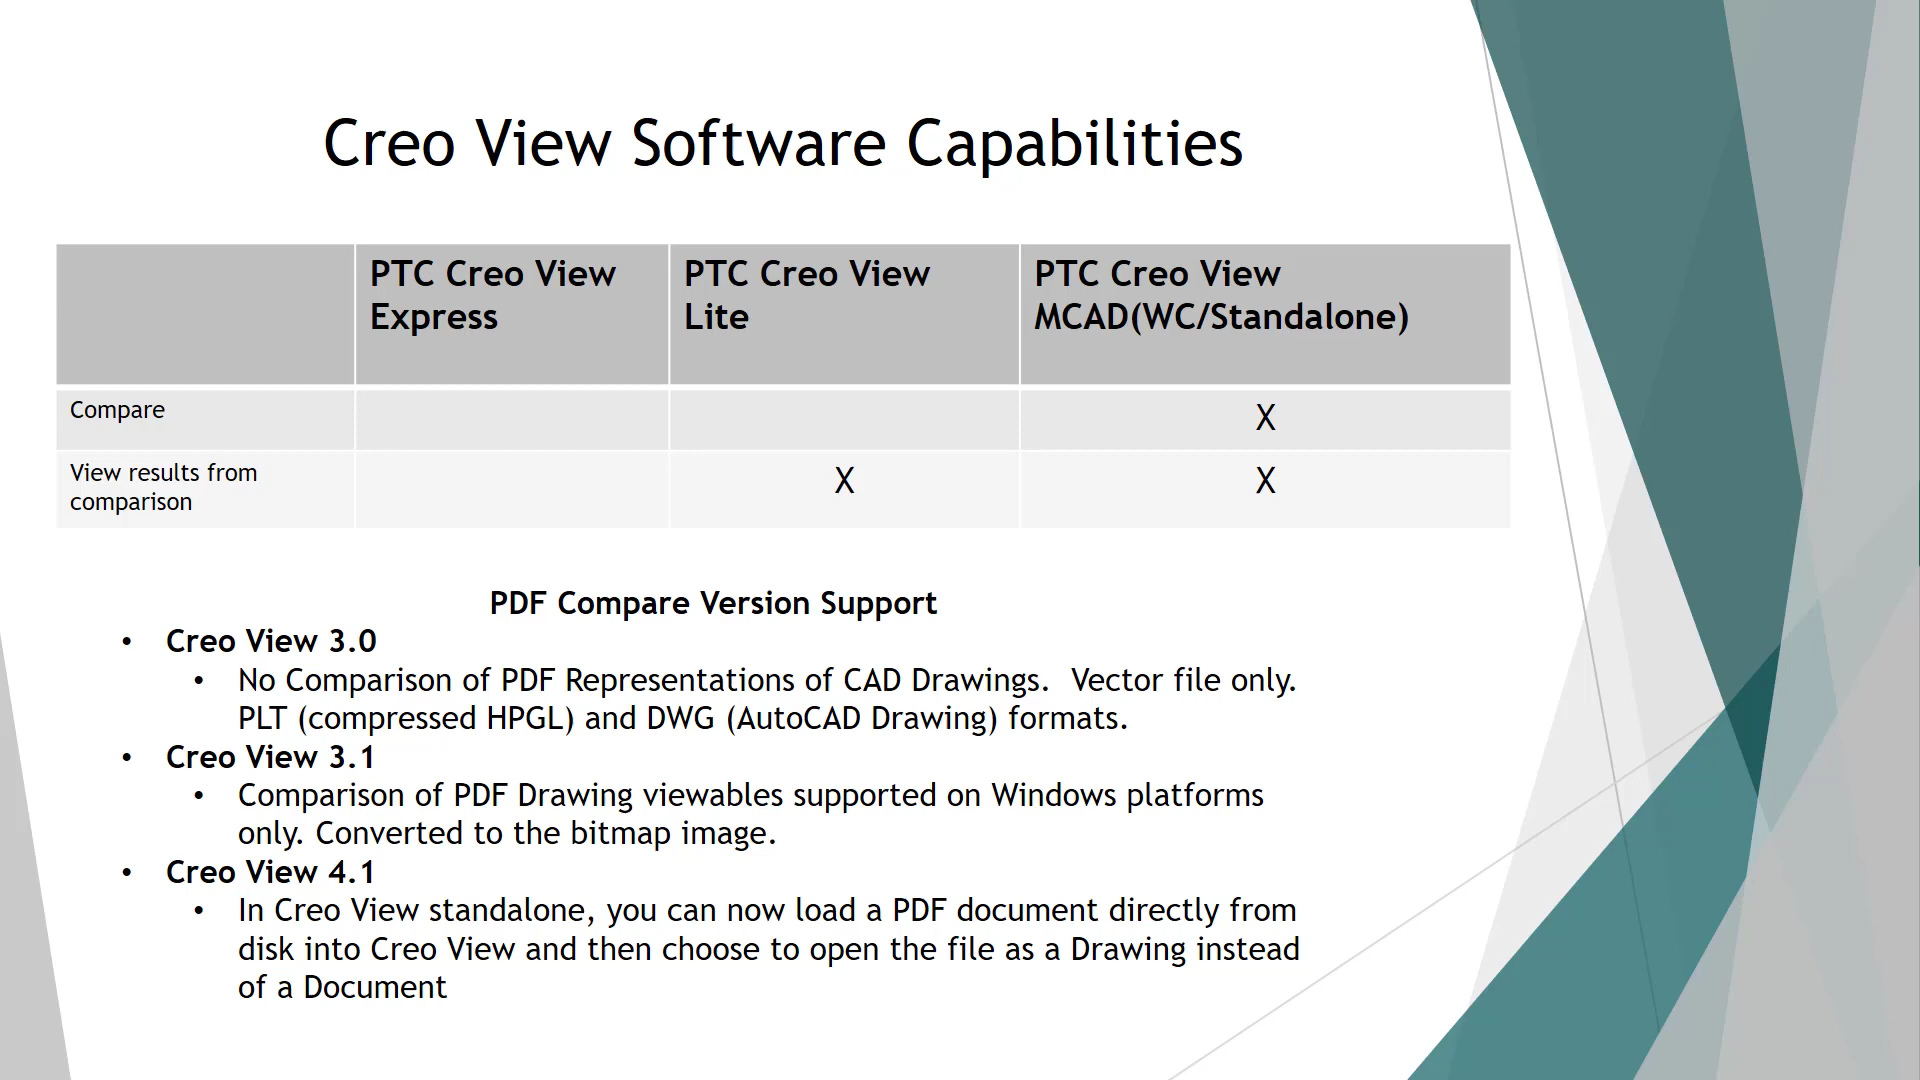 Creo View Software Capabilities
PTC Creo View
Express
PTC Creo View
Lite
PTC Creo View
MCAD(WC/Standalone)
Compare
X
View results from
comparison
X
X
PDF Compare Version Support
• Creo View 3.0
• No Comparison of PDF Representations of CAD Drawings.  Vector file only.
PLT (compressed HPGL) and DWG (AutoCAD Drawing) formats.
• Creo View 3.1
• Comparison of PDF Drawing viewables supported on Windows platforms
only. Converted to the bitmap image.
• Creo View 4.1
• In Creo View standalone, you can now load a PDF document directly from
disk into Creo View and then choose to open the file as a Drawing instead
of a Document